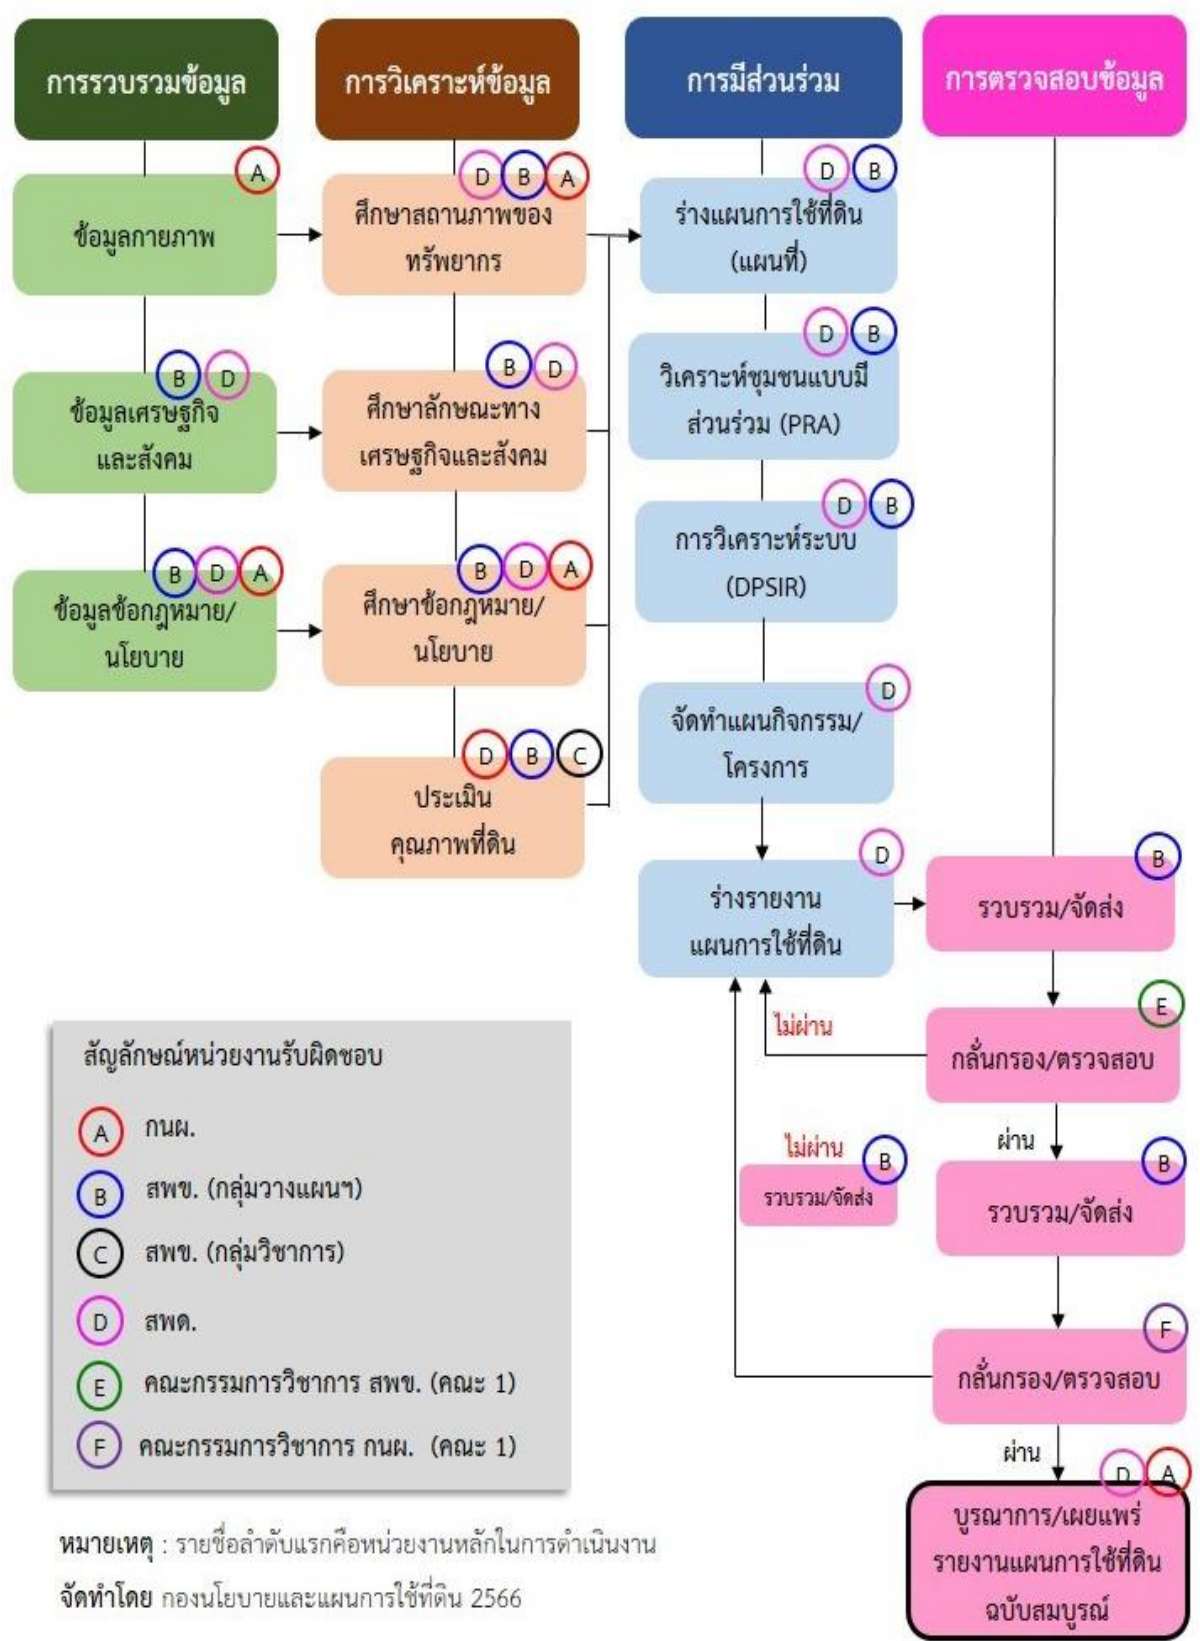 การรวบรวมข้อมูล
A
ข้อมูลกายภาพ
B D
ข้อมูลเศรษฐกิจ
และสังคม
B D A
ข้อมูลข้อกฎหมาย/
นโยบาย
การวิเคราะห์ข้อมูล
D B A
ศึกษาสถานภาพของ
ทรัพยากร
B D
ศึกษาลักษณะทาง
เศรษฐกิจและสังคม
B D A
ศึกษาข้อกฎหมาย/
นโยบาย
D B C
ประเมิน
คุณภาพที่ดิน
การมีส่วนร่วม
D B
ร่างแผนการใช้ที่ดิน
(แผนที่)
D B
วิเคราะห์ชุมชนแบบมี
ส่วนร่วม (PRA)
D B
การวิเคราะห์ระบบ
(DPSIR)
D
จัดทำแผนกิจกรรม/
โครงการ
D
ร่างรายงาน
แผนการใช้ที่ดิน
การตรวจสอบข้อมูล
B
รวบรวม/จัดส่ง
E
กลั่นกรอง/ตรวจสอบ
ไม่ผ่าน
ผ่าน
B
รวบรวม/จัดส่ง
ไม่ผ่าน
B
รวบรวม/จัดส่ง
F
กลั่นกรอง/ตรวจสอบ
ผ่าน
D A
บูรณาการ/เผยแพร่
รายงานแผนการใช้ที่ดิน
ฉบับสมบูรณ์
สัญลักษณ์หน่วยงานรับผิดชอบ
A กนผ.
B สพข. (กลุ่มวางแผนฯ)
C สพข. (กลุ่มวิชาการ)
D สพด.
E คณะกรรมการวิชาการ สพข. (คณะ 1)
F คณะกรรมการวิชาการ กนผ. (คณะ 1)
หมายเหตุ : รายชื่อลำดับแรกคือหน่วยงานหลักในการดำเนินงาน
จัดทำโดย กองนโยบายและแผนการใช้ที่ดิน 2566